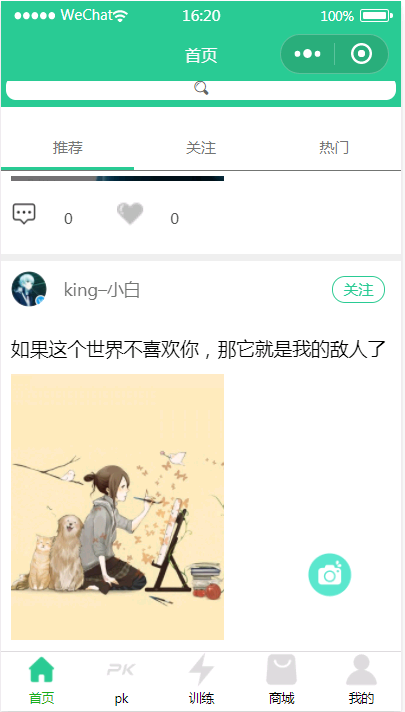 WeChat 16:20 100%
首页
推荐 关注 热门
0 0
king–小白 关注
如果这个世界不喜欢你，那它就是我的敌人了
PK
首页 pk 训练 商城 我的